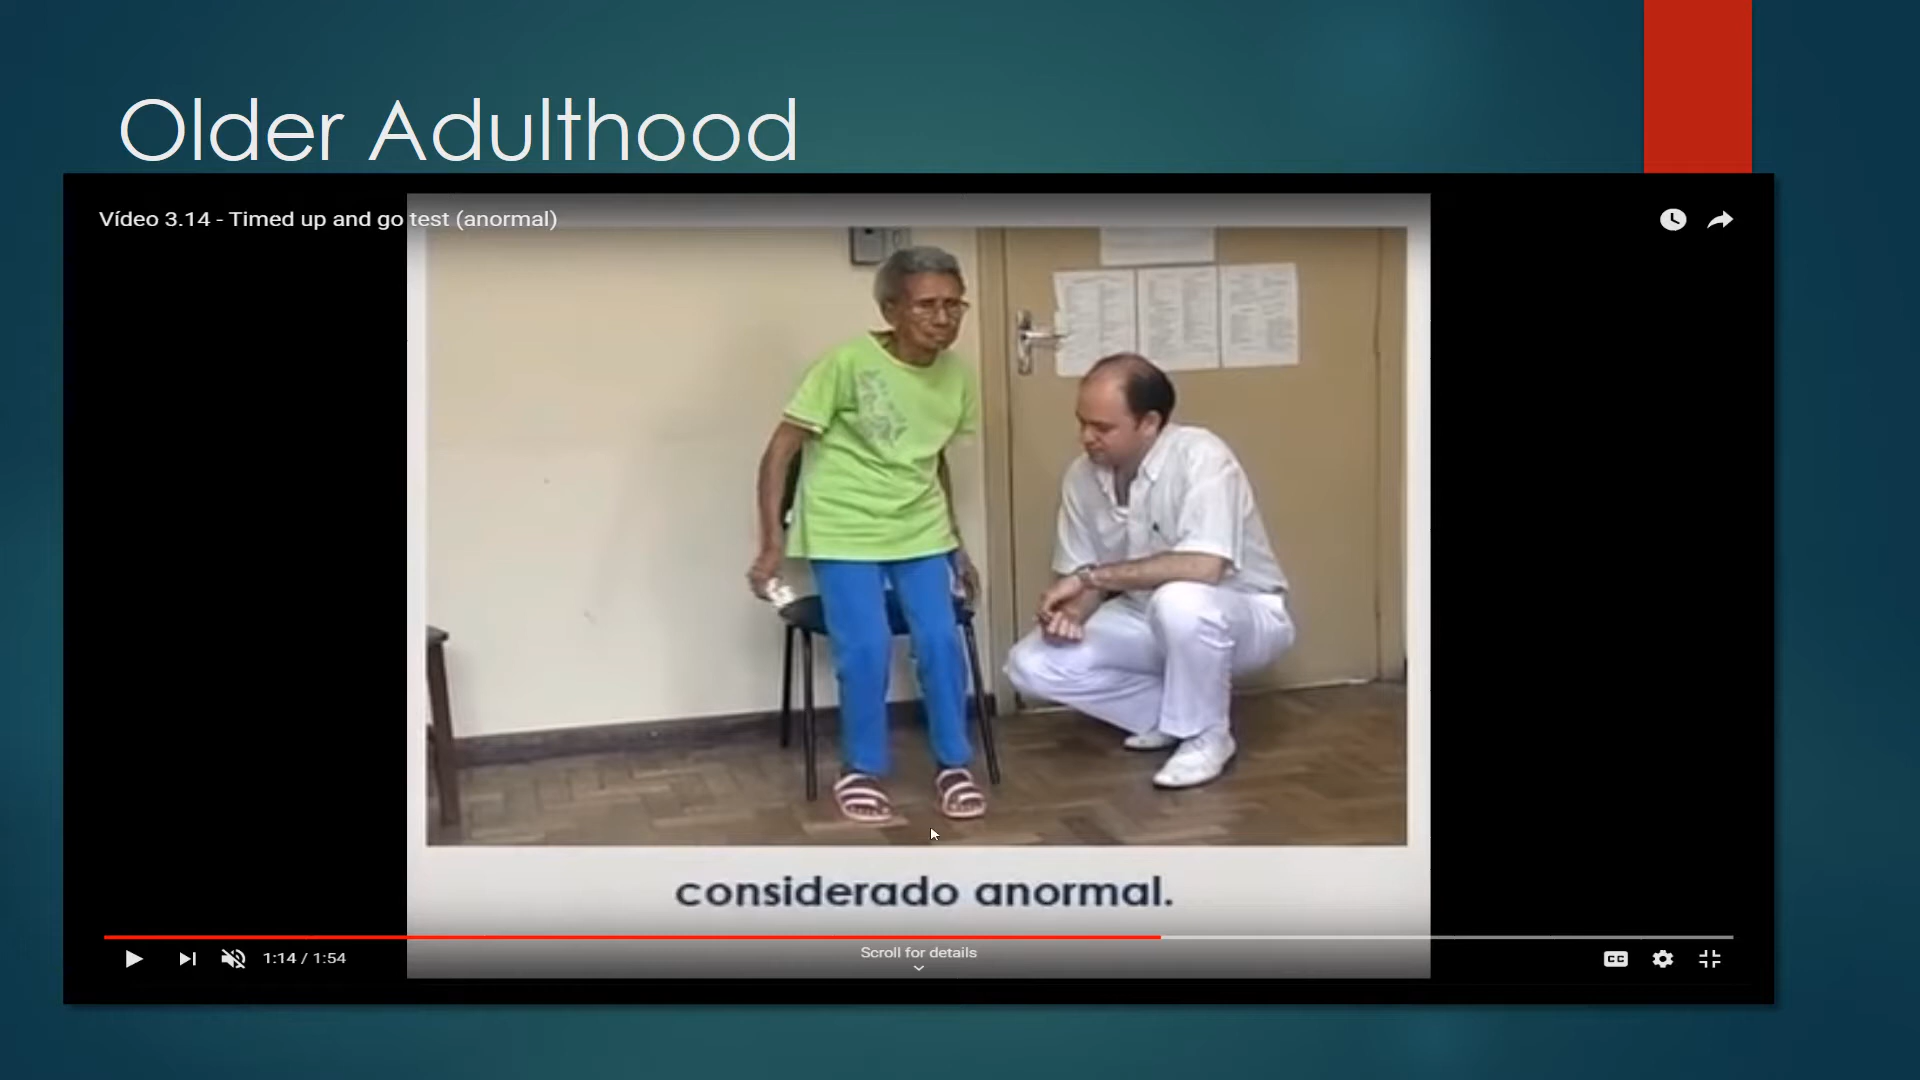 Older Adulthood
Vídeo 3.14 - Timed up and go test (anormal)
considerado anormal.
Scroll for details
1:14 / 1:54
CC